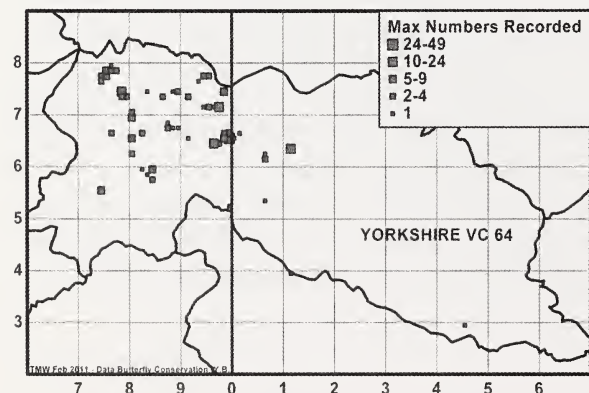 Max Numbers Recorded
24-49
10-24
5-9
2-4
1
8
7
6
5
4
3
YORKSHIRE VC 64
TMW Feb 2011 - Data Butterfly Conservation
7 8 9 0 1 2 3 4 5 6